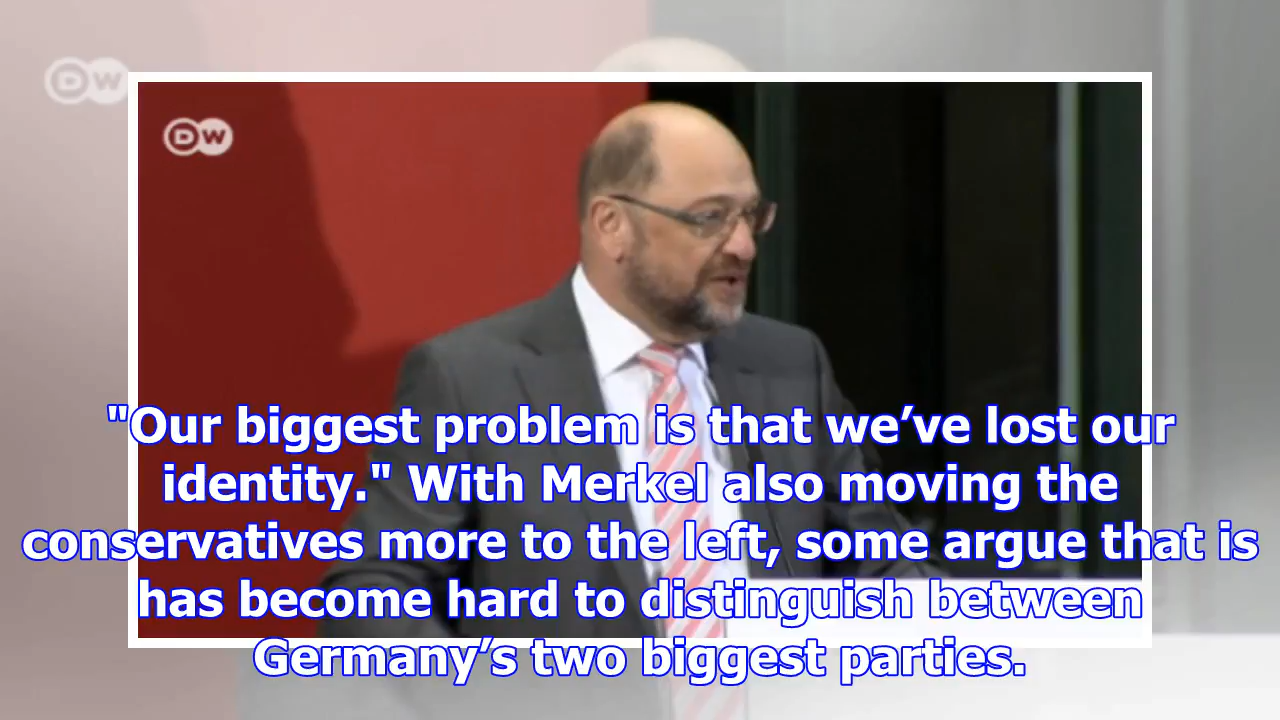 DW
DW
"Our biggest problem is that we’ve lost our
identity." With Merkel also moving the
conservatives more to the left, some argue that is
has become hard to distinguish between
Germany’s two biggest parties.